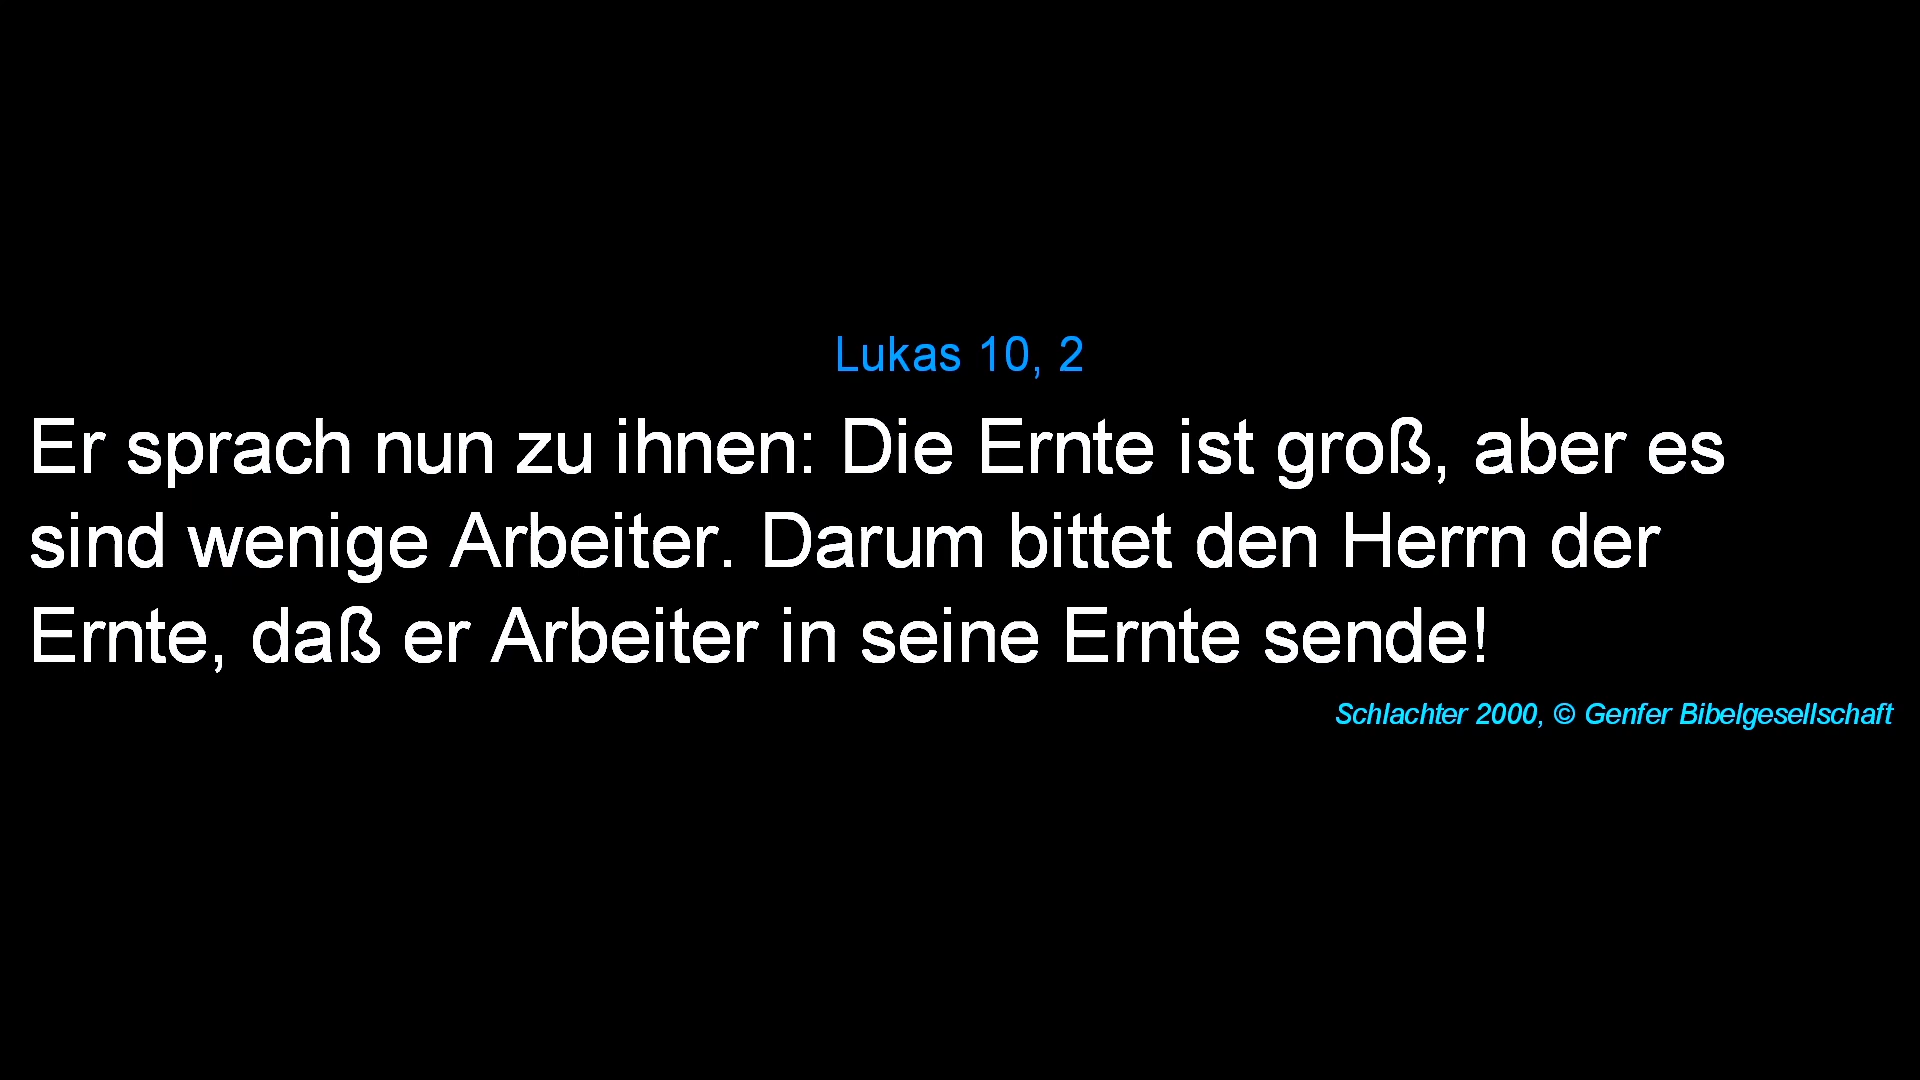 Lukas 10, 2
Er sprach nun zu ihnen: Die Ernte ist groß, aber es
sind wenige Arbeiter. Darum bittet den Herrn der
Ernte, daß er Arbeiter in seine Ernte sende!
Schlachter 2000, © Genfer Bibelgesellschaft